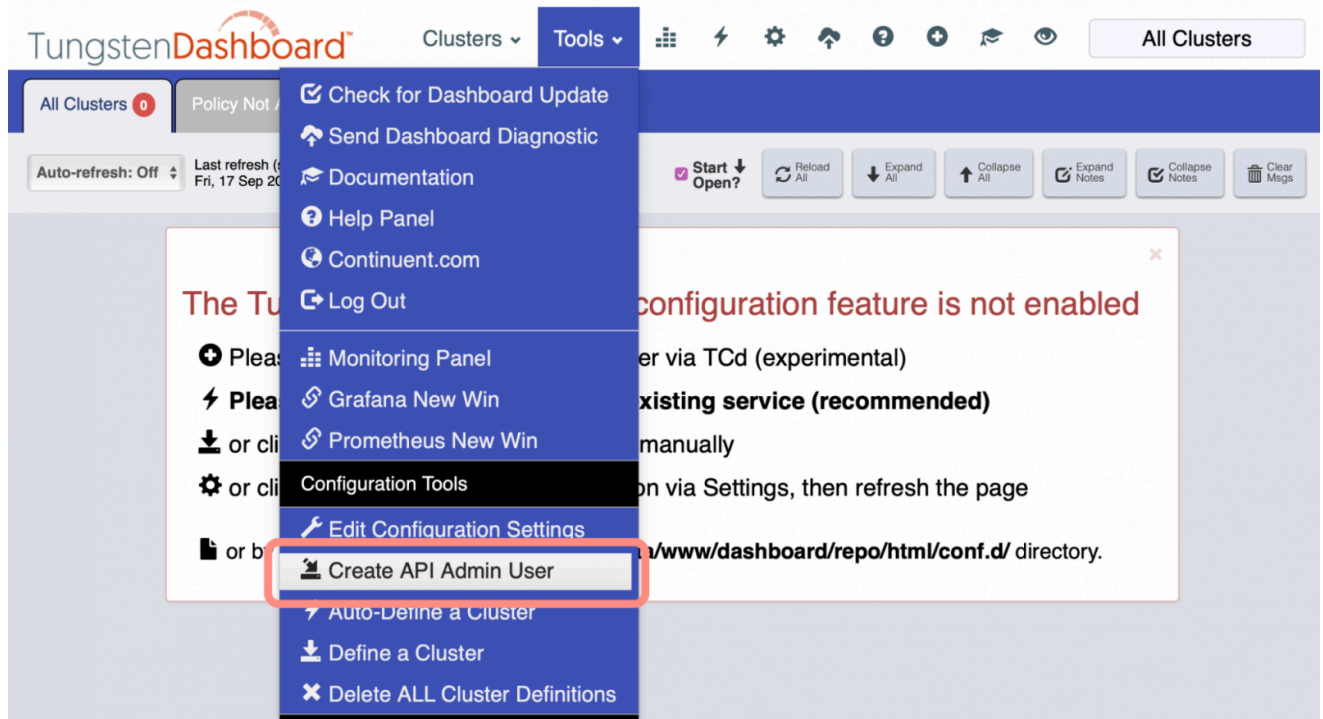 TungstenDashboard™
Clusters
Tools
All Clusters
All Clusters 0
Policy Not
Check for Dashboard Update
Send Dashboard Diagnostic
Documentation
Help Panel
Continuent.com
Log Out
Monitoring Panel
Grafana New Win
Prometheus New Win
Configuration Tools
Edit Configuration Settings
Create API Admin User
Auto-Define a Cluster
Define a Cluster
Delete ALL Cluster Definitions
Auto-refresh: Off
Last refresh
Fri, 17 Sep 20
Start
Open?
Reload
All
Expand
All
Collapse
All
Expand
Notes
Collapse
Notes
Clear
Msgs
The Tu configuration feature is not enabled
Pleas er via TCd (experimental)
Pleas xisting service (recommended)
or cli manually
or cli on via Settings, then refresh the page
or b /www/dashboard/repo/html/conf.d/ directory.